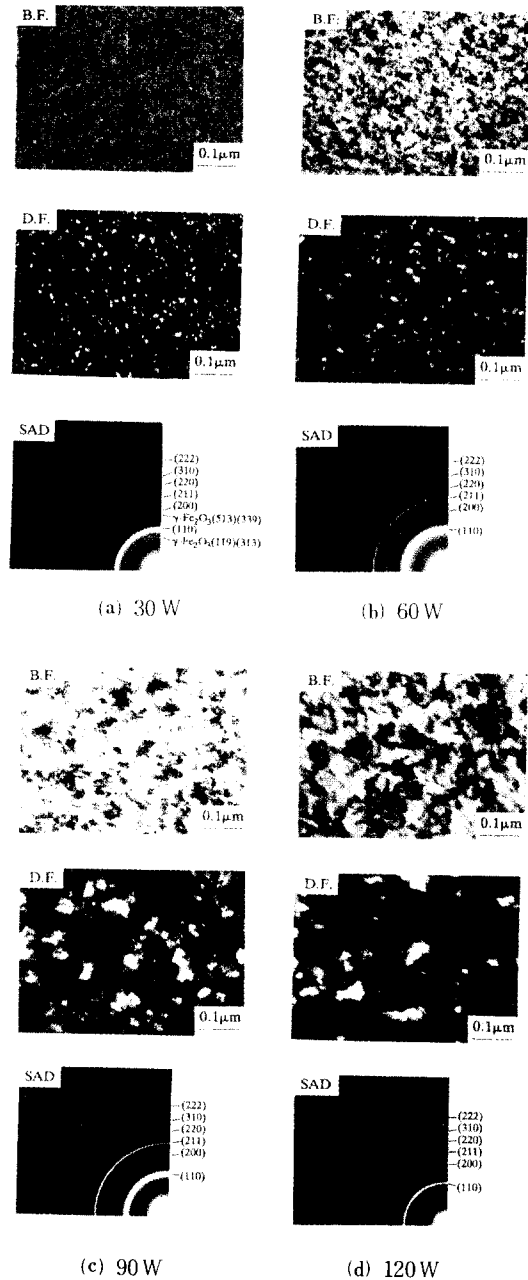 B.F.
0.1μm
D.F.
0.1μm
SAD
(222)
(310)
(220)
(211)
(200)
γ-Fe₂O₃(513)(339)
(110)
γ-Fe₂O₃(119)(313)
(a) 30 W
B.F.
0.1μm
D.F.
0.1μm
SAD
(222)
(310)
(220)
(211)
(200)
(110)
(b) 60 W
B.F.
0.1μm
D.F.
0.1μm
SAD
(222)
(310)
(220)
(211)
(200)
(110)
(c) 90 W
B.F.
0.1μm
D.F.
0.1μm
SAD
(222)
(310)
(220)
(211)
(200)
(110)
(d) 120W